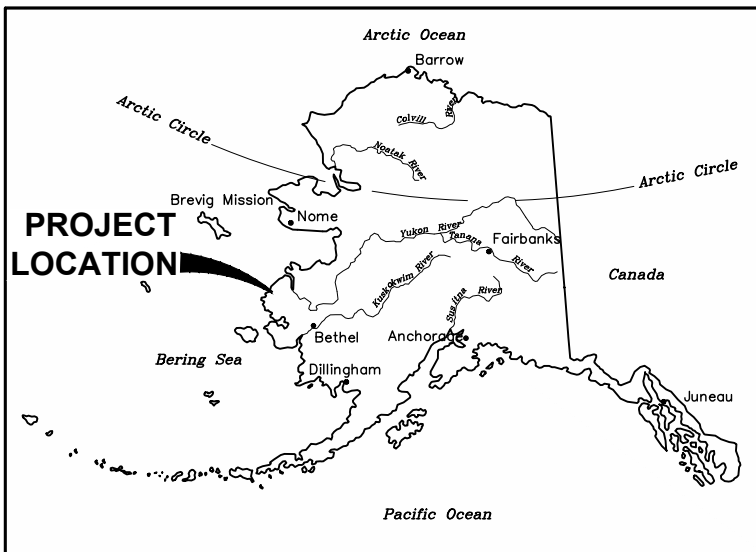 Arctic Ocean
Barrow
Arctic Circle
Colvill River
Noatak River
Arctic Circle
Brevig Mission
Nome
PROJECT
LOCATION
Yukon River
Tanana River
Fairbanks
Canada
Kuskokwim River
Susitna River
Bethel
Anchorage
Bering Sea
Dillingham
Juneau
Pacific Ocean